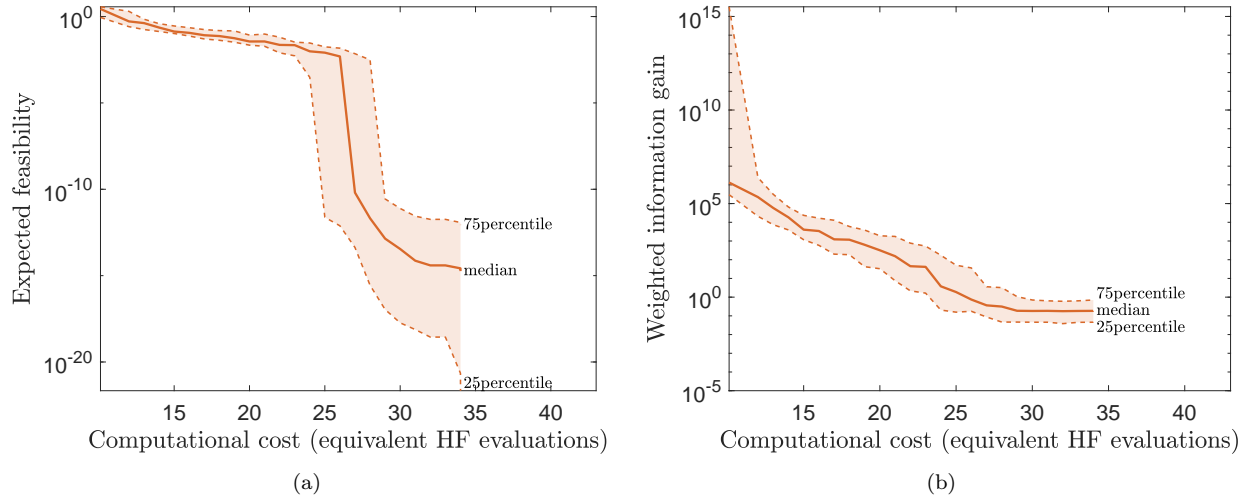 10^0
10^-10
10^-20
Expected feasibility
75percentile
median
25percentile
15 20 25 30 35 40
Computational cost (equivalent HF evaluations)
(a)
10^15
10^10
10^5
10^0
10^-5
Weighted information gain
75percentile
median
25percentile
15 20 25 30 35 40
Computational cost (equivalent HF evaluations)
(b)